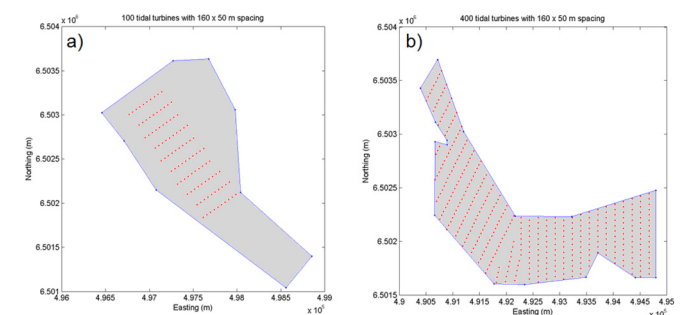 100 tidal turbines with 160 x 50 m spacing
6.504 x 10⁶
a)
6.5035
6.503
6.5025
6.502
6.5015
6.501
Northing (m)
4.96 4.965 4.97 4.975 4.98 4.985 4.99
Easting (m)
x 10⁵
400 tidal turbines with 160 x 50 m spacing
6.504 x 10⁶
b)
6.5035
6.503
6.5025
6.502
6.5015
Northing (m)
4.9 4.905 4.91 4.915 4.92 4.925 4.93 4.935 4.94 4.945 4.95
Easting (m)
x 10⁵